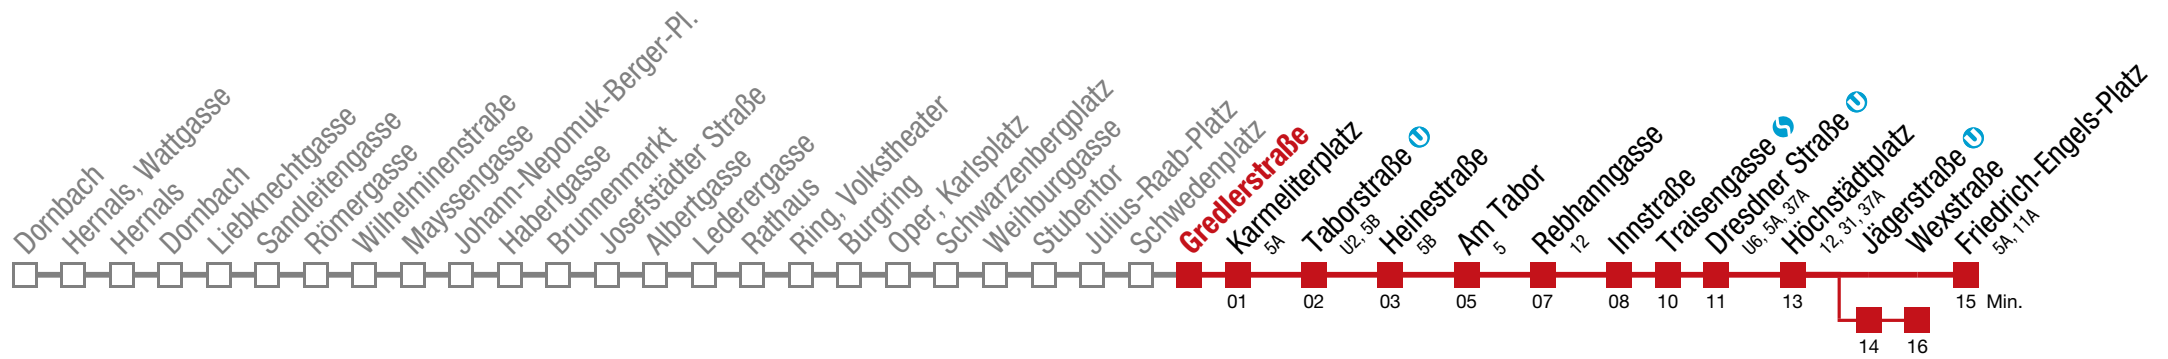 Dornbach
Hernals, Wattgasse
Hernals
Dornbach
Liebknechtgasse
Sandleitengasse
Römergasse
Wilhelminenstraße
Mayssengasse
Johann-Nepomuk-Berger-Pl.
Haberlgasse
Brunnenmarkt
Josefstädter Straße
Albertgasse
Lederergasse
Rathaus
Ring, Volkstheater
Burgring
Oper, Karlsplatz
Schwarzenbergplatz
Weihburggasse
Stubentor
Julius-Raab-Platz
Schwedenplatz
Gredlerstraße
Karmeliterplatz
5A
Taborstraße U
U2, 5B
Heinestraße
5B
Am Tabor
5
Rebhanngasse
12
Innstraße
Traisengasse S
Dresdner Straße U
U6, 5A, 37A
Höchstädtplatz
12, 31, 37A
Jägerstraße U
Wexstraße
Friedrich-Engels-Platz
5A, 11A
01 02 03 05 07 08 10 11 13 15 Min.
14 16